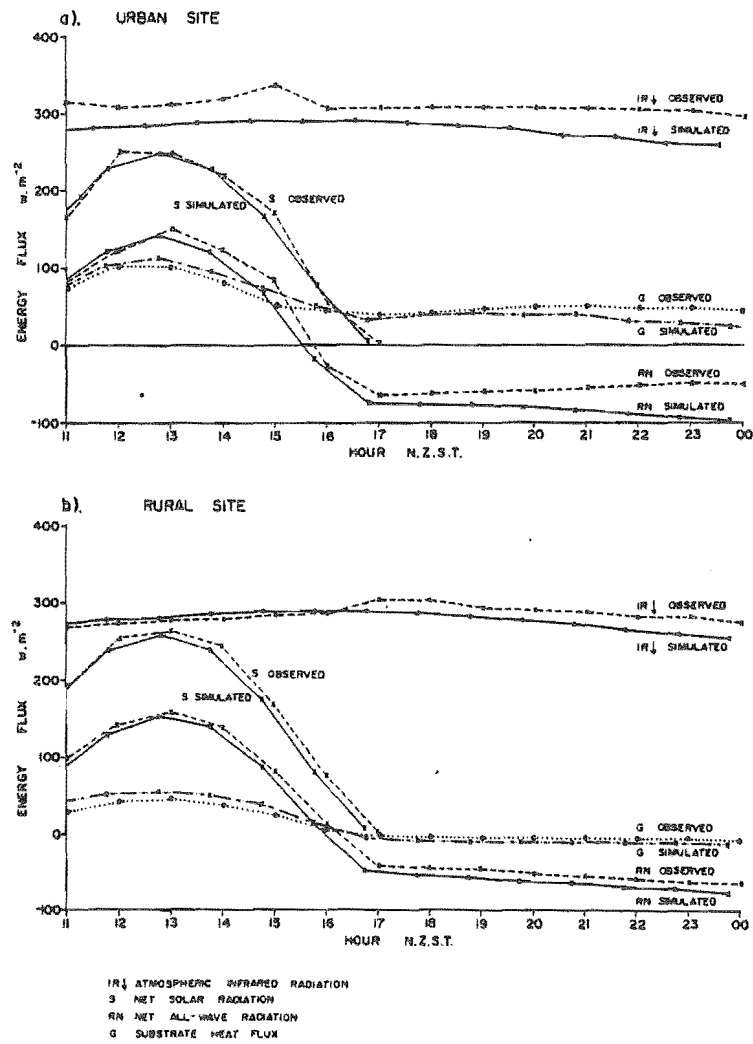 a). URBAN SITE
400
300
200
100
0
-100
ENERGY FLUX w.m⁻²
IR↓ OBSERVED
IR↓ SIMULATED
S OBSERVED
S SIMULATED
G OBSERVED
G SIMULATED
RN OBSERVED
RN SIMULATED
11 12 13 14 15 16 17 18 19 20 21 22 23 00
HOUR N.Z.S.T.
b). RURAL SITE
400
300
200
100
0
-100
ENERGY FLUX w.m⁻²
IR↓ OBSERVED
IR↓ SIMULATED
S OBSERVED
S SIMULATED
G OBSERVED
G SIMULATED
RN OBSERVED
RN SIMULATED
11 12 13 14 15 16 17 18 19 20 21 22 23 00
HOUR N.Z.S.T.
IR↓ ATMOSPHERIC INFRARED RADIATION
S NET SOLAR RADIATION
RN NET ALL-WAVE RADIATION
G SUBSTRATE HEAT FLUX